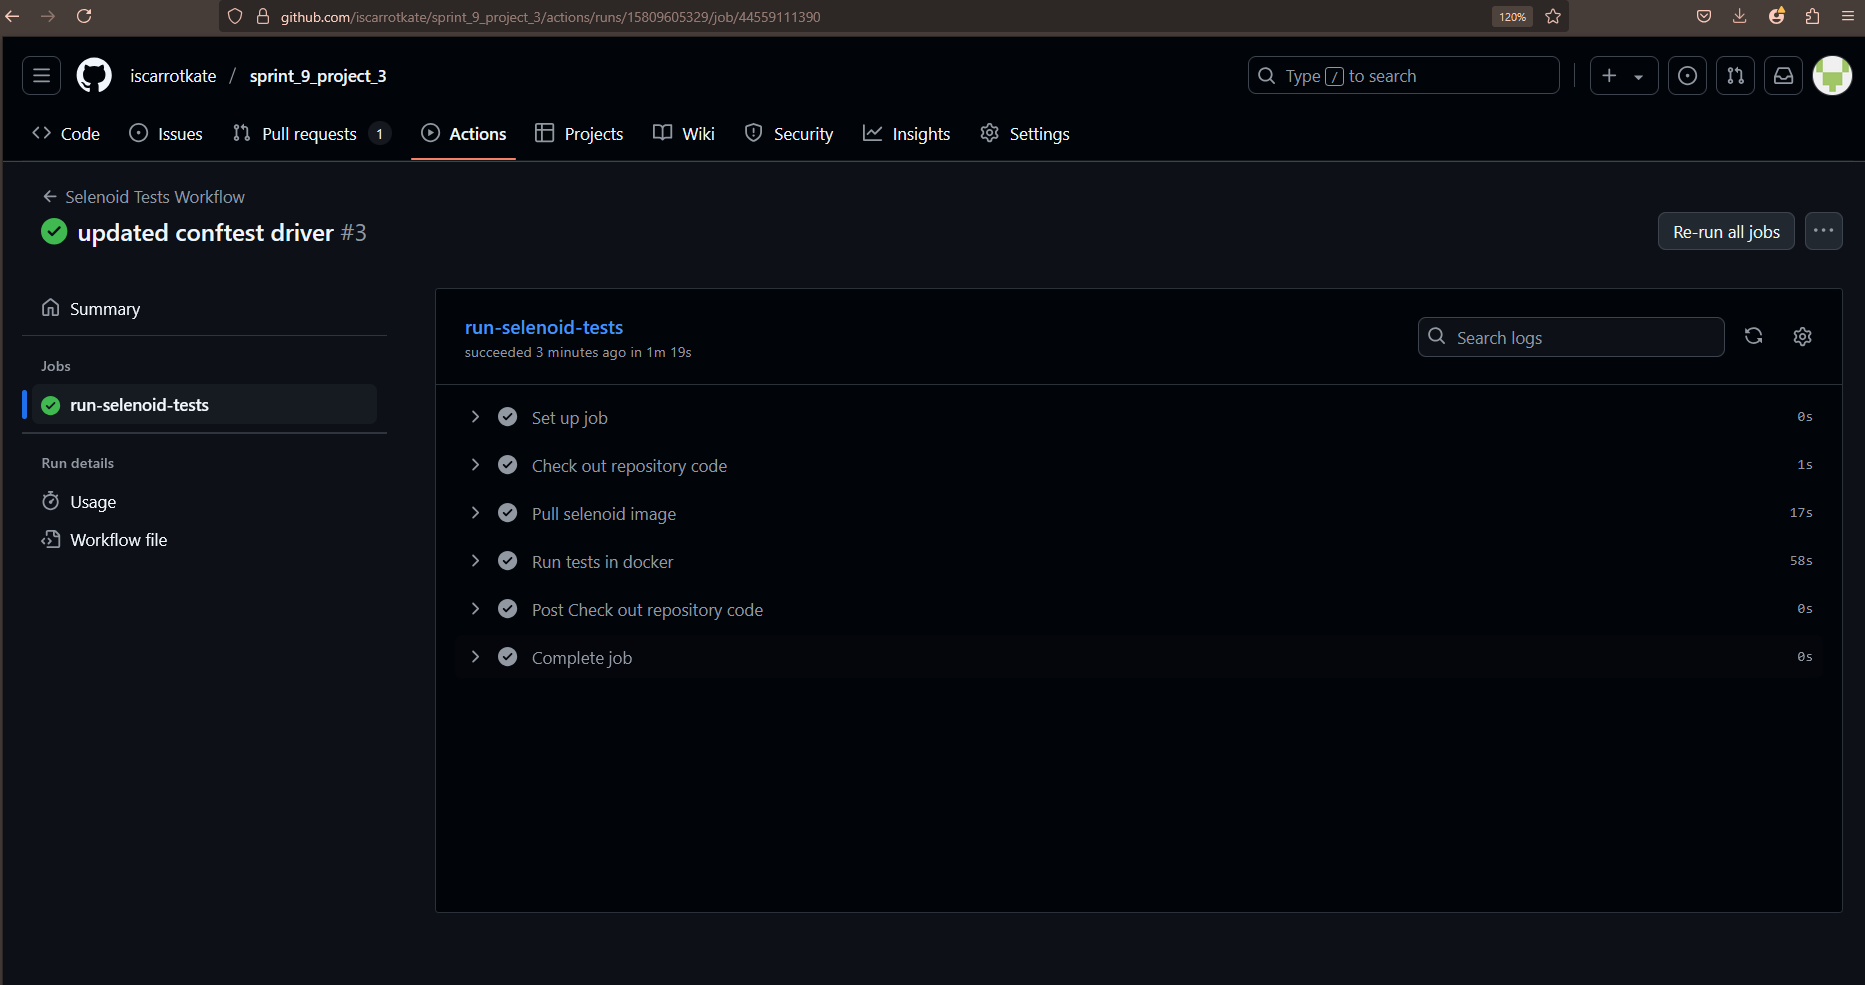 github.com/iscarrotkate/sprint_9_project_3/actions/runs/15809605329/job/44559111390
120%
iscarrotkate / sprint_9_project_3
Type / to search
Code
Issues
Pull requests 1
Actions
Projects
Wiki
Security
Insights
Settings
Selenoid Tests Workflow
updated conftest driver #3
Re-run all jobs
Summary
Jobs
run-selenoid-tests
Run details
Usage
Workflow file
run-selenoid-tests
succeeded 3 minutes ago in 1m 19s
Search logs
Set up job 0s
Check out repository code 1s
Pull selenoid image 17s
Run tests in docker 58s
Post Check out repository code 0s
Complete job 0s